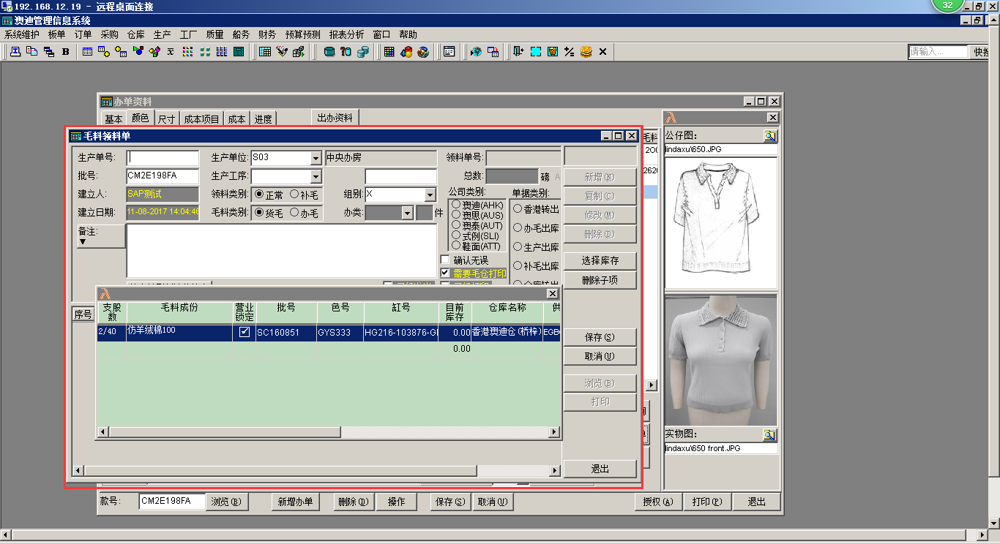 192.168.12.19 - 远程桌面连接
32
澳迪管理信息系统
系统维护 板单 订单 采购 仓库 生产 工厂 质量 船务 财务 预算预测 报表分析 窗口 帮助
请输入... 快捷
办单资料
基本 颜色 尺寸 成本项目 成本 进度 出办资料
毛料领料单
毛料
公仔图:
lindaxu\650.JPG
生产单号: 生产单位: S03 中央办房 领料单号:
批号: CM2E198FA 生产工序: 总数: 磅
建立人: SAP测试 领料类别: 正常 补毛 组别: X
公司类别: 单据类别:
建立日期: 11-08-2017 14:04:46 毛料类别: 货毛 办毛 办类: 件
备注:
澳迪(AHK)
澳思(AUS)
澳泰(AUT)
式例(SLI)
鞋面(ATT)
香港转出
办毛出库
生产出库
补毛出库
确认无误
需要毛仓打印
新增(N)
复制(C)
修改(M)
删除(D)
选择库存
删除子项
序号
支股数 毛料成份 营业锁定 批号 色号 缸号 目前库存 仓库名称 供
2/40 仿羊绒棉100 SC160851 GYS333 HG216-103876-G 0.00 香港澳迪仓(桥梓) EGB
0.00
保存(S)
取消(U)
浏览(B)
打印
退出
实物图:
lindaxu\650 front.JPG
款号: CM2E198FA 浏览(B) 新增办单 删除(D) 操作 保存(S) 取消(U) 授权(A) 打印(P) 退出